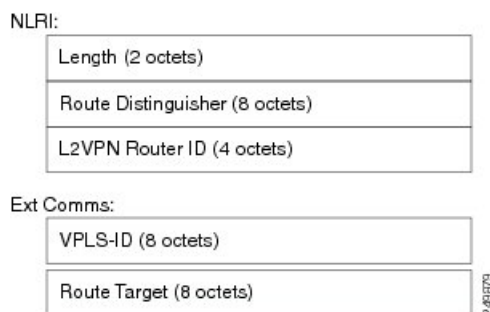 NLRI:
Length (2 octets)
Route Distinguisher (8 octets)
L2VPN Router ID (4 octets)
Ext Comms:
VPLS-ID (8 octets)
Route Target (8 octets)